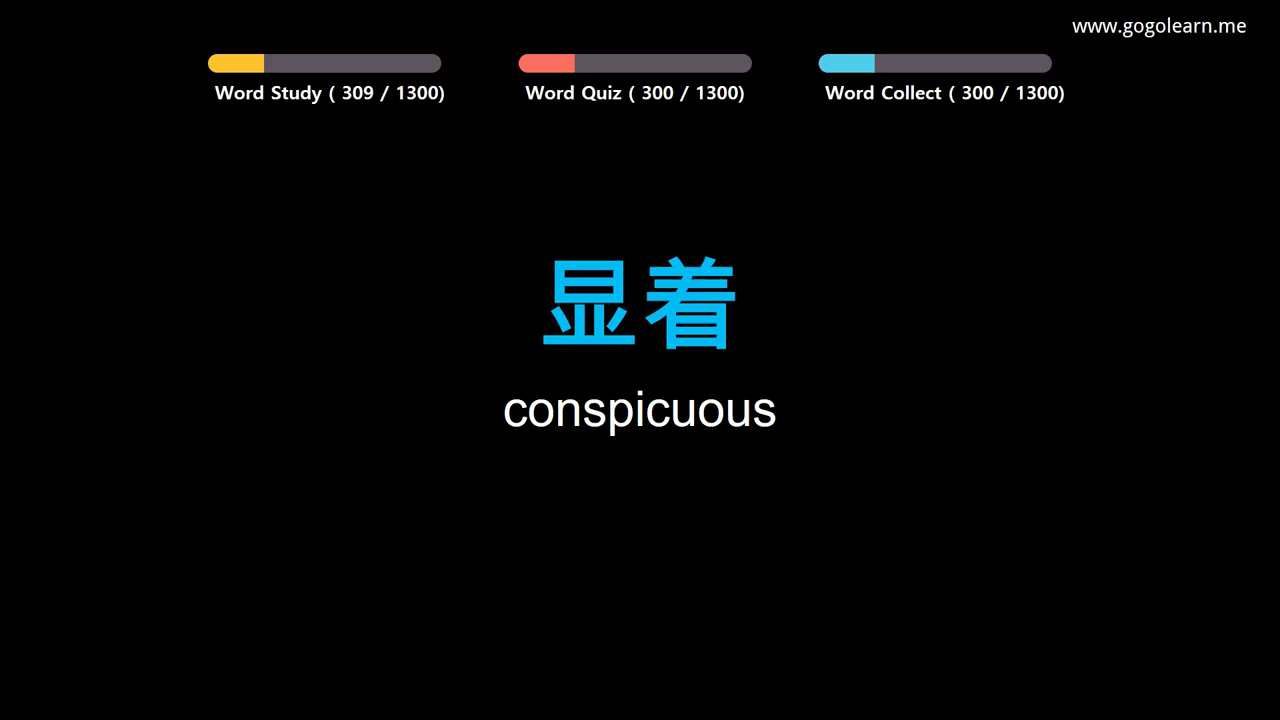 www.gogolearn.me
Word Study ( 309 / 1300)
Word Quiz ( 300 / 1300)
Word Collect ( 300 / 1300)
显着
conspicuous